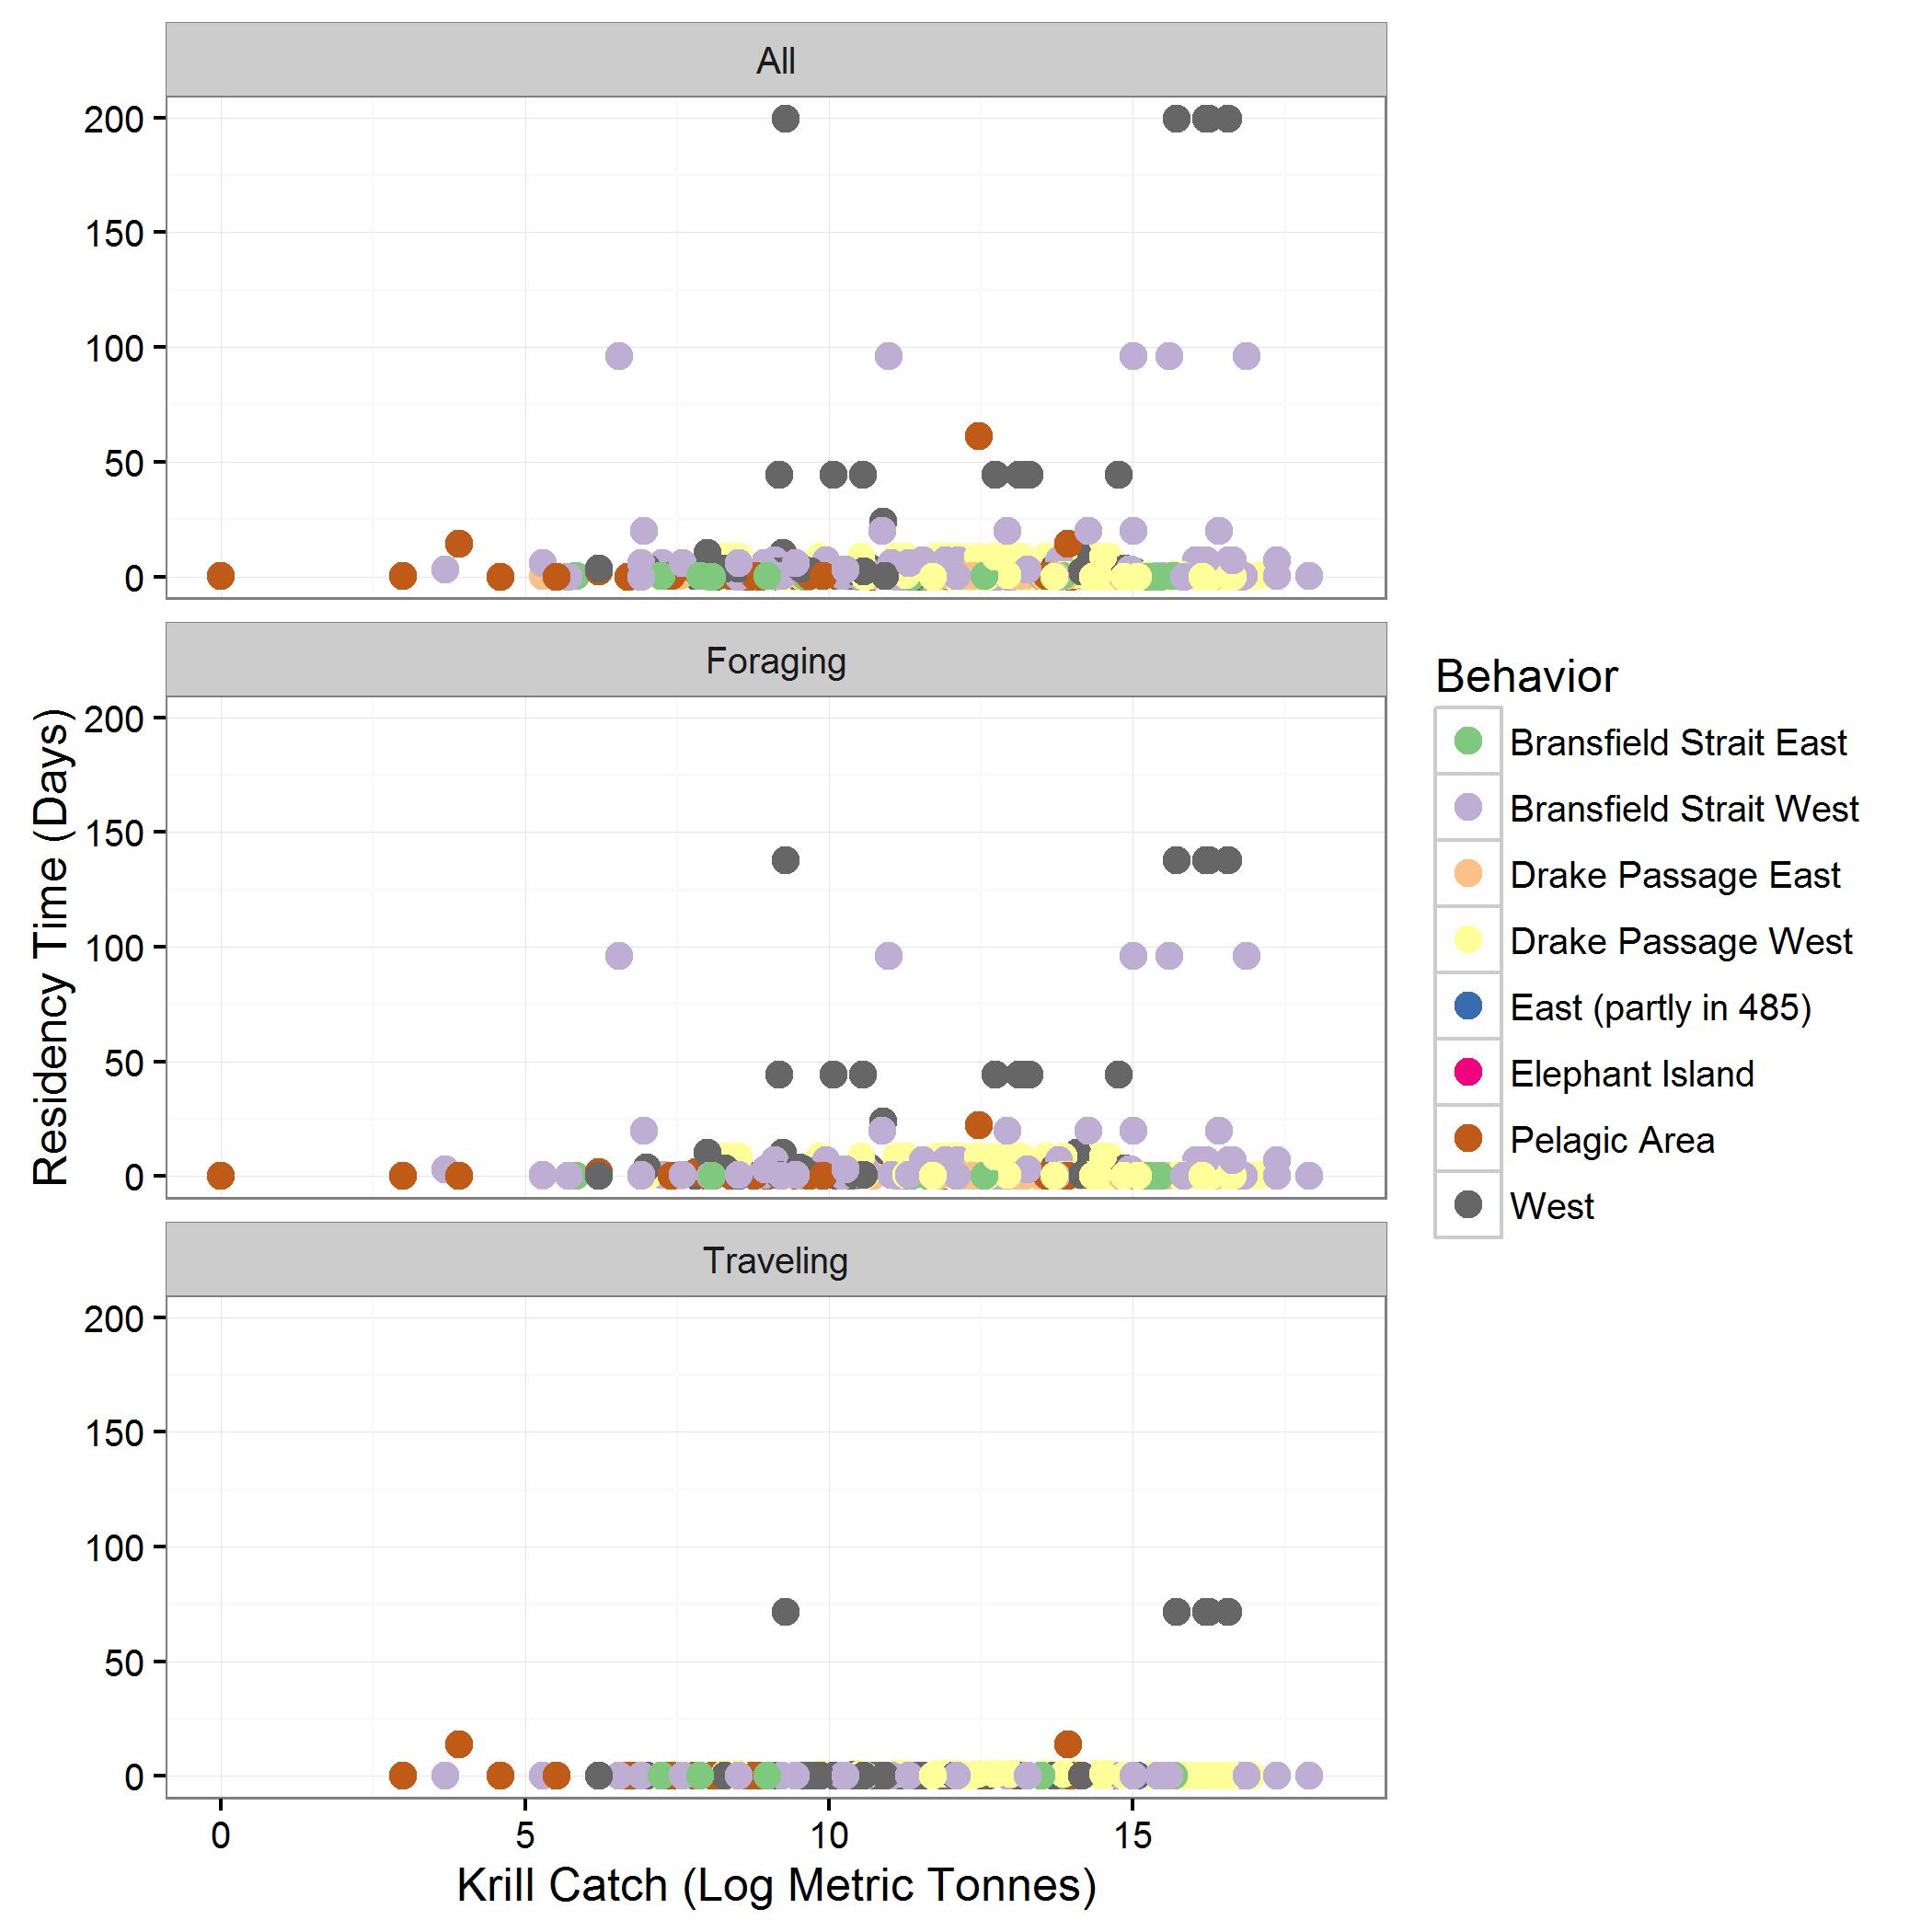 All
200
150
100
50
0
Foraging
200
150
100
50
0
Traveling
200
150
100
50
0
0 5 10 15
Krill Catch (Log Metric Tonnes)
Residency Time (Days)
Behavior
Bransfield Strait East
Bransfield Strait West
Drake Passage East
Drake Passage West
East (partly in 485)
Elephant Island
Pelagic Area
West